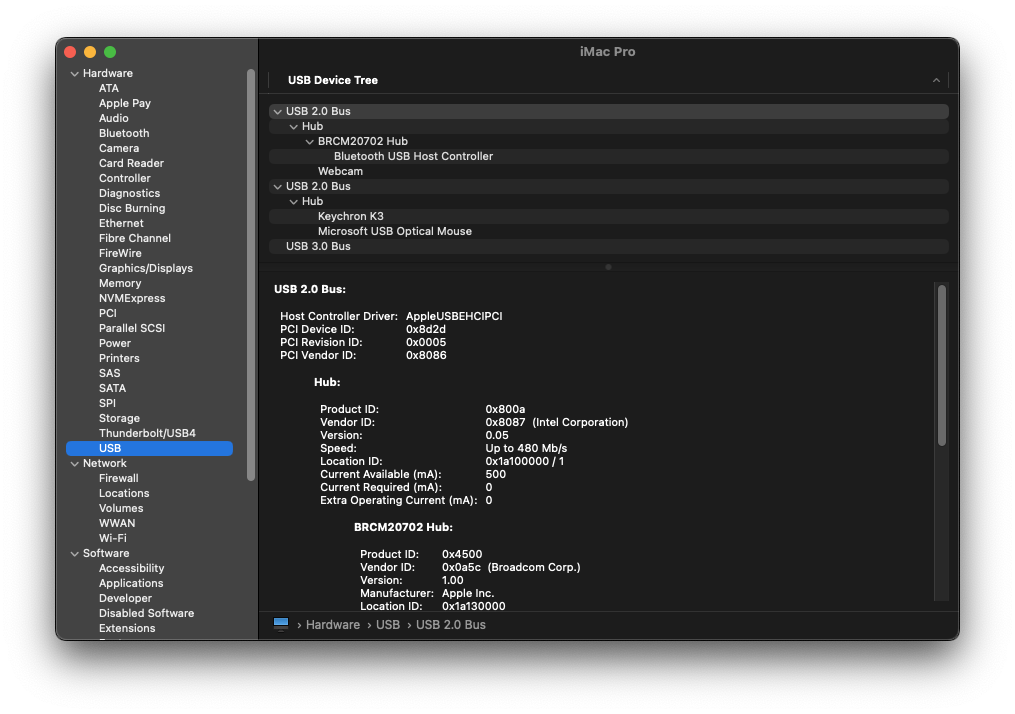 iMac Pro
Hardware
ATA
Apple Pay
Audio
Bluetooth
Camera
Card Reader
Controller
Diagnostics
Disc Burning
Ethernet
Fibre Channel
FireWire
Graphics/Displays
Memory
NVMExpress
PCI
Parallel SCSI
Power
Printers
SAS
SATA
SPI
Storage
Thunderbolt/USB4
USB
Network
Firewall
Locations
Volumes
WWAN
Wi-Fi
Software
Accessibility
Applications
Developer
Disabled Software
Extensions
USB Device Tree
USB 2.0 Bus
Hub
BRCM20702 Hub
Bluetooth USB Host Controller
Webcam
USB 2.0 Bus
Hub
Keychron K3
Microsoft USB Optical Mouse
USB 3.0 Bus
USB 2.0 Bus:
Host Controller Driver: AppleUSBEHCIPCI
PCI Device ID: 0x8d2d
PCI Revision ID: 0x0005
PCI Vendor ID: 0x8086
Hub:
Product ID: 0x800a
Vendor ID: 0x8087 (Intel Corporation)
Version: 0.05
Speed: Up to 480 Mb/s
Location ID: 0x1a100000 / 1
Current Available (mA): 500
Current Required (mA): 0
Extra Operating Current (mA): 0
BRCM20702 Hub:
Product ID: 0x4500
Vendor ID: 0x0a5c (Broadcom Corp.)
Version: 1.00
Manufacturer: Apple Inc.
Location ID: 0x1a130000
› Hardware › USB › USB 2.0 Bus